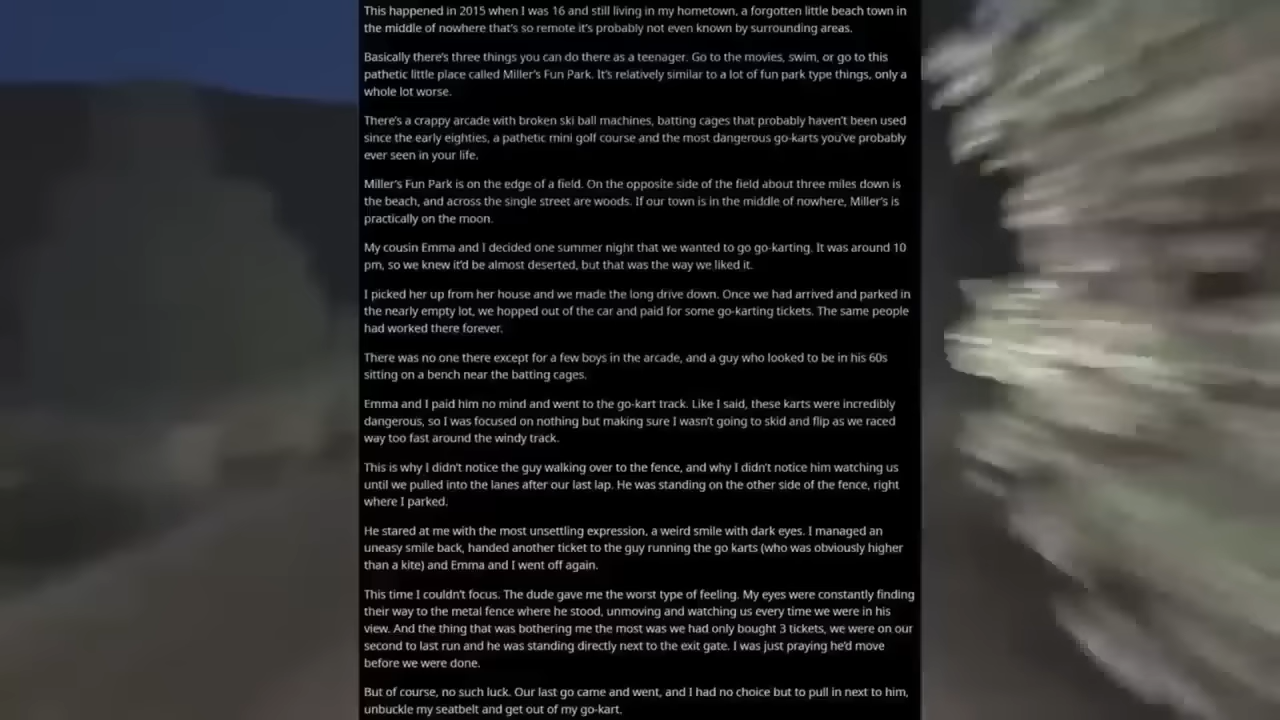 This happened in 2015 when I was 16 and still living in my hometown, a forgotten little beach town in
the middle of nowhere that's so remote it's probably not even known by surrounding areas.
Basically there's three things you can do there as a teenager. Go to the movies, swim, or go to this
pathetic little place called Miller's Fun Park. It's relatively similar to a lot of fun park type things, only a
whole lot worse.
There's a crappy arcade with broken ski ball machines, batting cages that probably haven't been used
since the early eighties, a pathetic mini golf course and the most dangerous go-karts you've probably
ever seen in your life.
Miller's Fun Park is on the edge of a field. On the opposite side of the field about three miles down is
the beach, and across the single street are woods. If our town is in the middle of nowhere, Miller's is
practically on the moon.
My cousin Emma and I decided one summer night that we wanted to go go-karting. It was around 10
pm, so we knew it'd be almost deserted, but that was the way we liked it.
I picked her up from her house and we made the long drive down. Once we had arrived and parked in
the nearly empty lot, we hopped out of the car and paid for some go-karting tickets. The same people
had worked there forever.
There was no one there except for a few boys in the arcade, and a guy who looked to be in his 60s
sitting on a bench near the batting cages.
Emma and I paid him no mind and went to the go-kart track. Like I said, these karts were incredibly
dangerous, so I was focused on nothing but making sure I wasn't going to skid and flip as we raced
way too fast around the windy track.
This is why I didn't notice the guy walking over to the fence, and why I didn't notice him watching us
until we pulled into the lanes after our last lap. He was standing on the other side of the fence, right
where I parked.
He stared at me with the most unsettling expression, a weird smile with dark eyes. I managed an
uneasy smile back, handed another ticket to the guy running the go karts (who was obviously higher
than a kite) and Emma and I went off again.
This time I couldn't focus. The dude gave me the worst type of feeling. My eyes were constantly finding
their way to the metal fence where he stood, unmoving and watching us every time we were in his
view. And the thing that was bothering me the most was we had only bought 3 tickets, we were on our
second to last run and he was standing directly next to the exit gate. I was just praying he'd move
before we were done.
But of course, no such luck. Our last go came and went, and I had no choice but to pull in next to him,
unbuckle my seatbelt and get out of my go-kart.